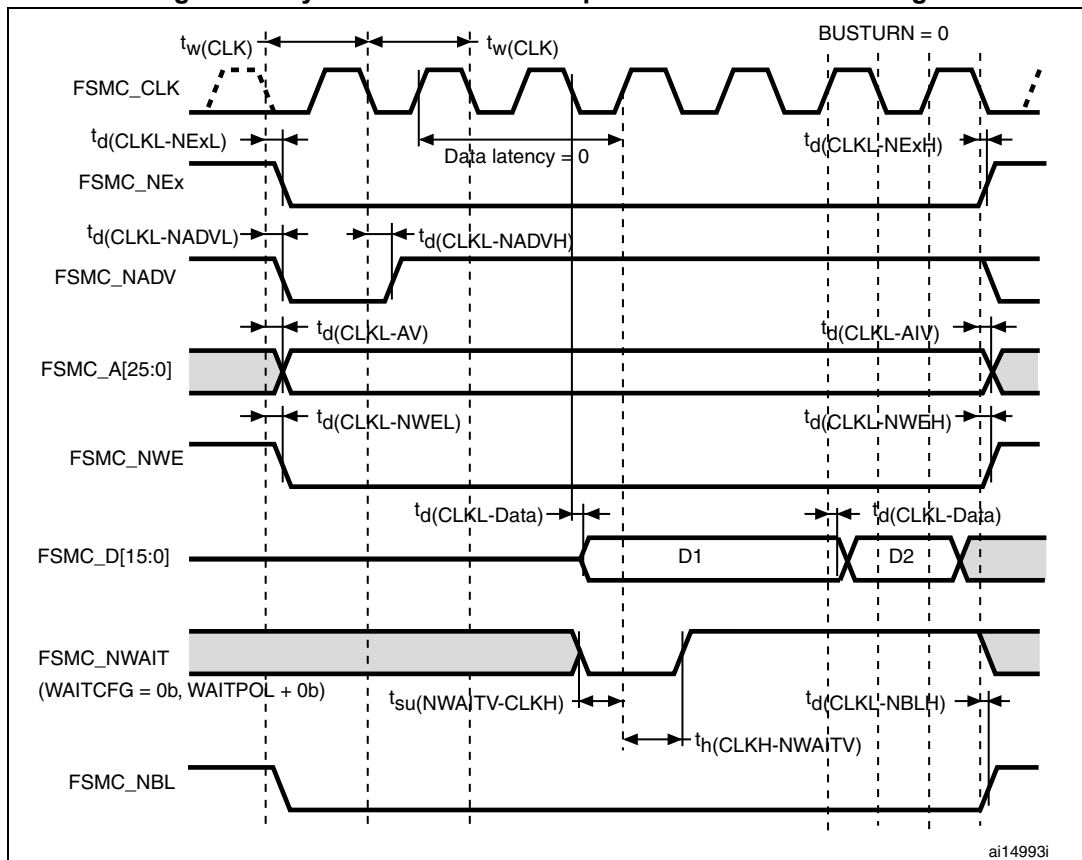 tw(CLK) tw(CLK) BUSTURN = 0
FSMC_CLK
td(CLKL-NExL) Data latency = 0 td(CLKL-NExH)
FSMC_NEx
td(CLKL-NADVL) td(CLKL-NADVH)
FSMC_NADV
td(CLKL-AV) td(CLKL-AIV)
FSMC_A[25:0]
td(CLKL-NWEL) td(CLKL-NWEH)
FSMC_NWE
td(CLKL-Data) td(CLKL-Data)
FSMC_D[15:0] D1 D2
FSMC_NWAIT
(WAITCFG = 0b, WAITPOL + 0b)
tsu(NWAITV-CLKH) td(CLKL-NBLH)
th(CLKH-NWAITV)
FSMC_NBL
ai14993i